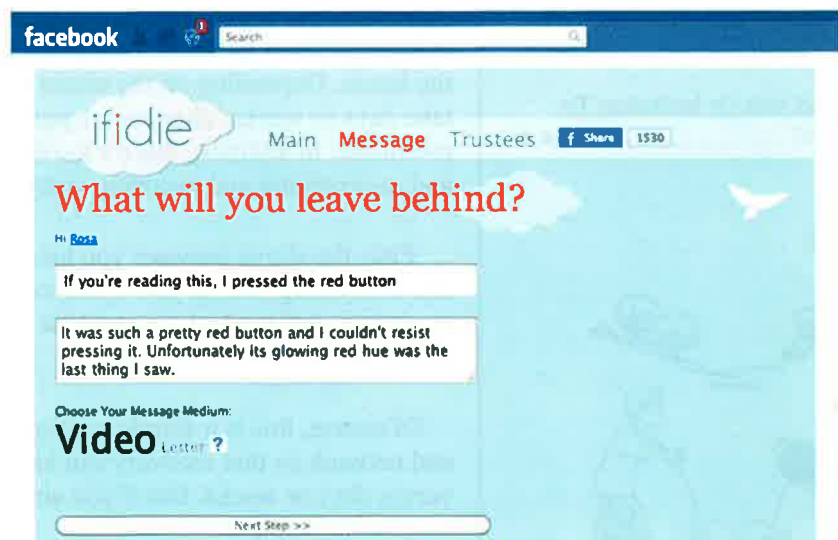 facebook
1
Search
ifidie
Main Message Trustees f Share 1530
What will you leave behind?
Hi Rosa
If you're reading this, I pressed the red button
It was such a pretty red button and I couldn't resist
pressing it. Unfortunately its glowing red hue was the
last thing I saw.
Choose Your Message Medium:
Video Letter ?
Next Step >>